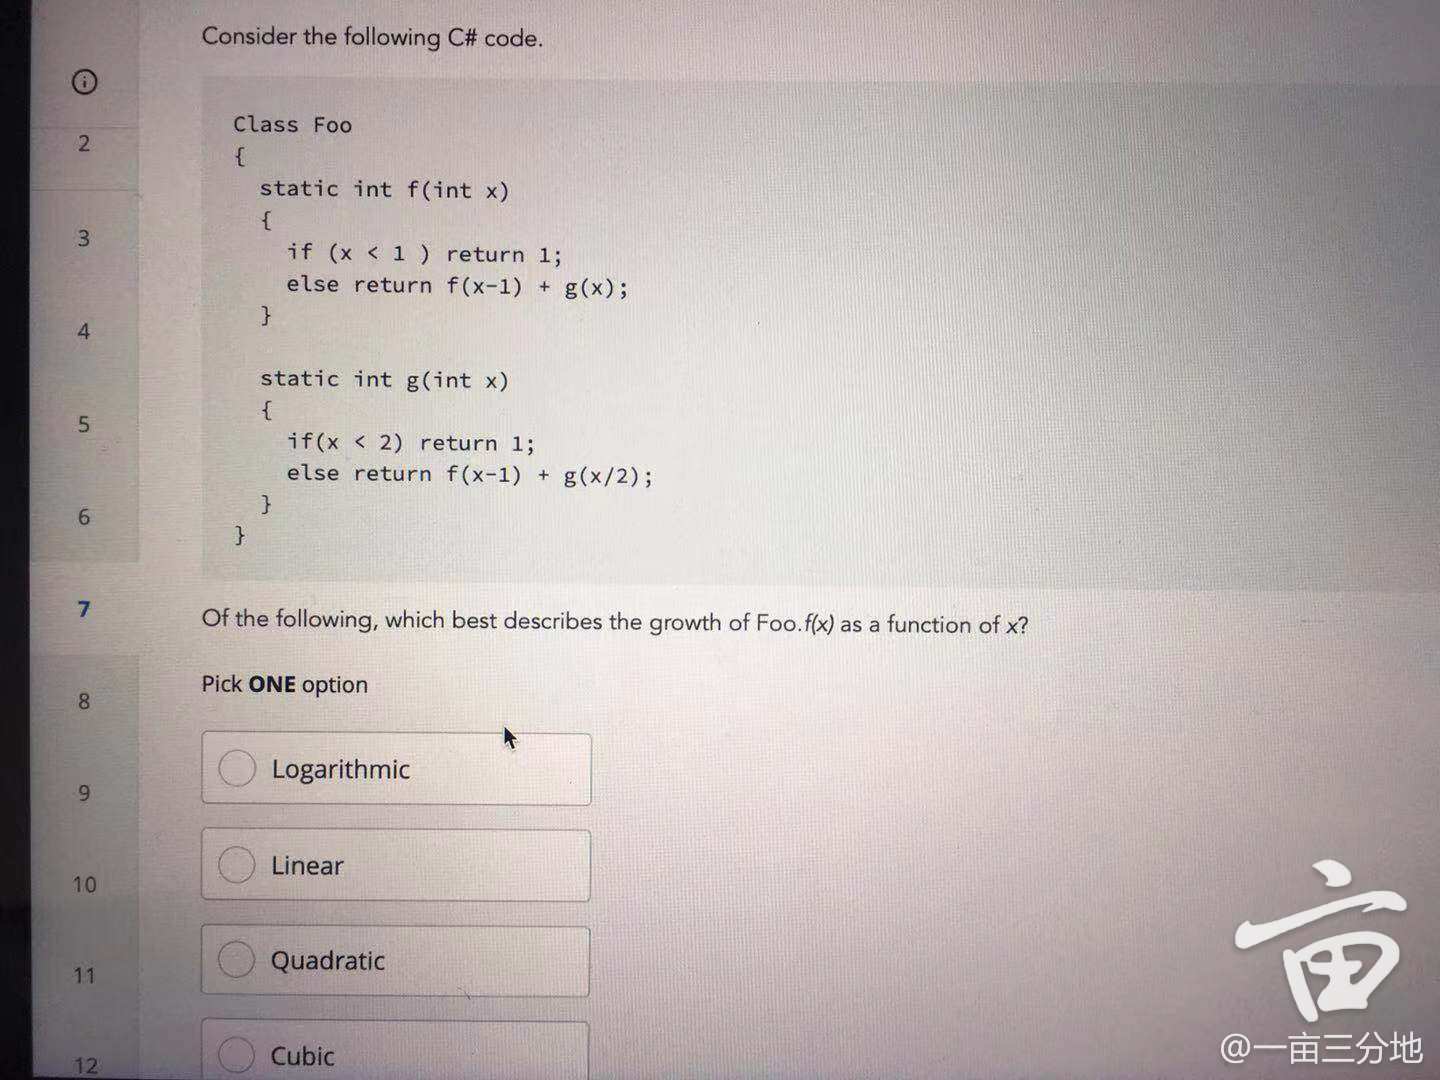 Consider the following C# code.
Class Foo
{
static int f(int x)
{
if (x < 1 ) return 1;
else return f(x-1) + g(x);
}
static int g(int x)
{
if(x < 2) return 1;
else return f(x-1) + g(x/2);
}
}
Of the following, which best describes the growth of Foo.f(x) as a function of x?
Pick ONE option
Logarithmic
Linear
Quadratic
Cubic
2
3
4
5
6
7
8
9
10
11
12
亩
@一亩三分地